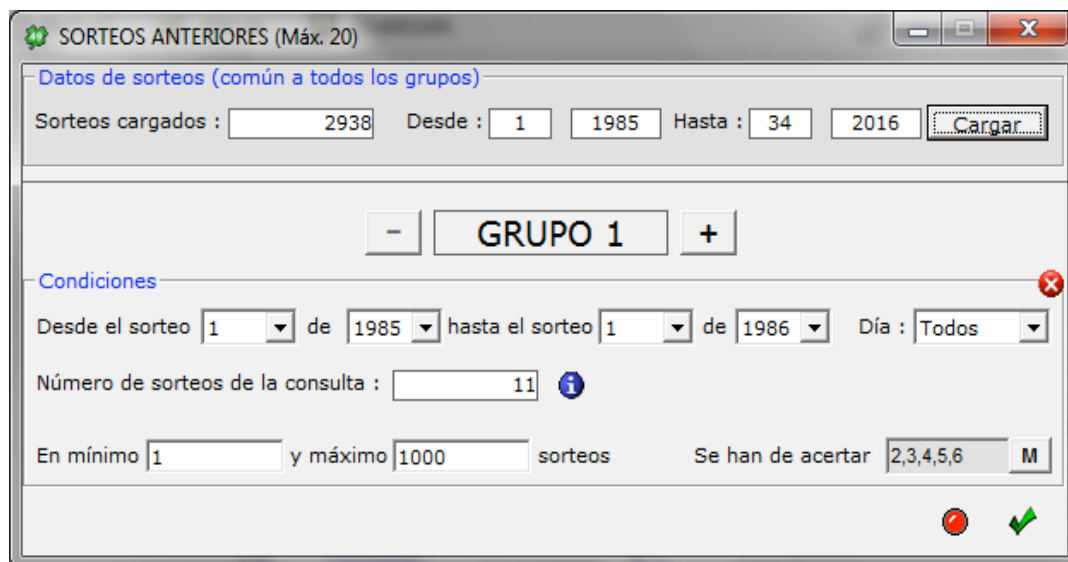 SORTEOS ANTERIORES (Máx. 20)
Datos de sorteos (común a todos los grupos)
Sorteos cargados : 2938 Desde : 1 1985 Hasta : 34 2016 Cargar
- GRUPO 1 +
Condiciones
Desde el sorteo 1 de 1985 hasta el sorteo 1 de 1986 Día : Todos
Número de sorteos de la consulta : 11
En mínimo 1 y máximo 1000 sorteos Se han de acertar 2,3,4,5,6 M